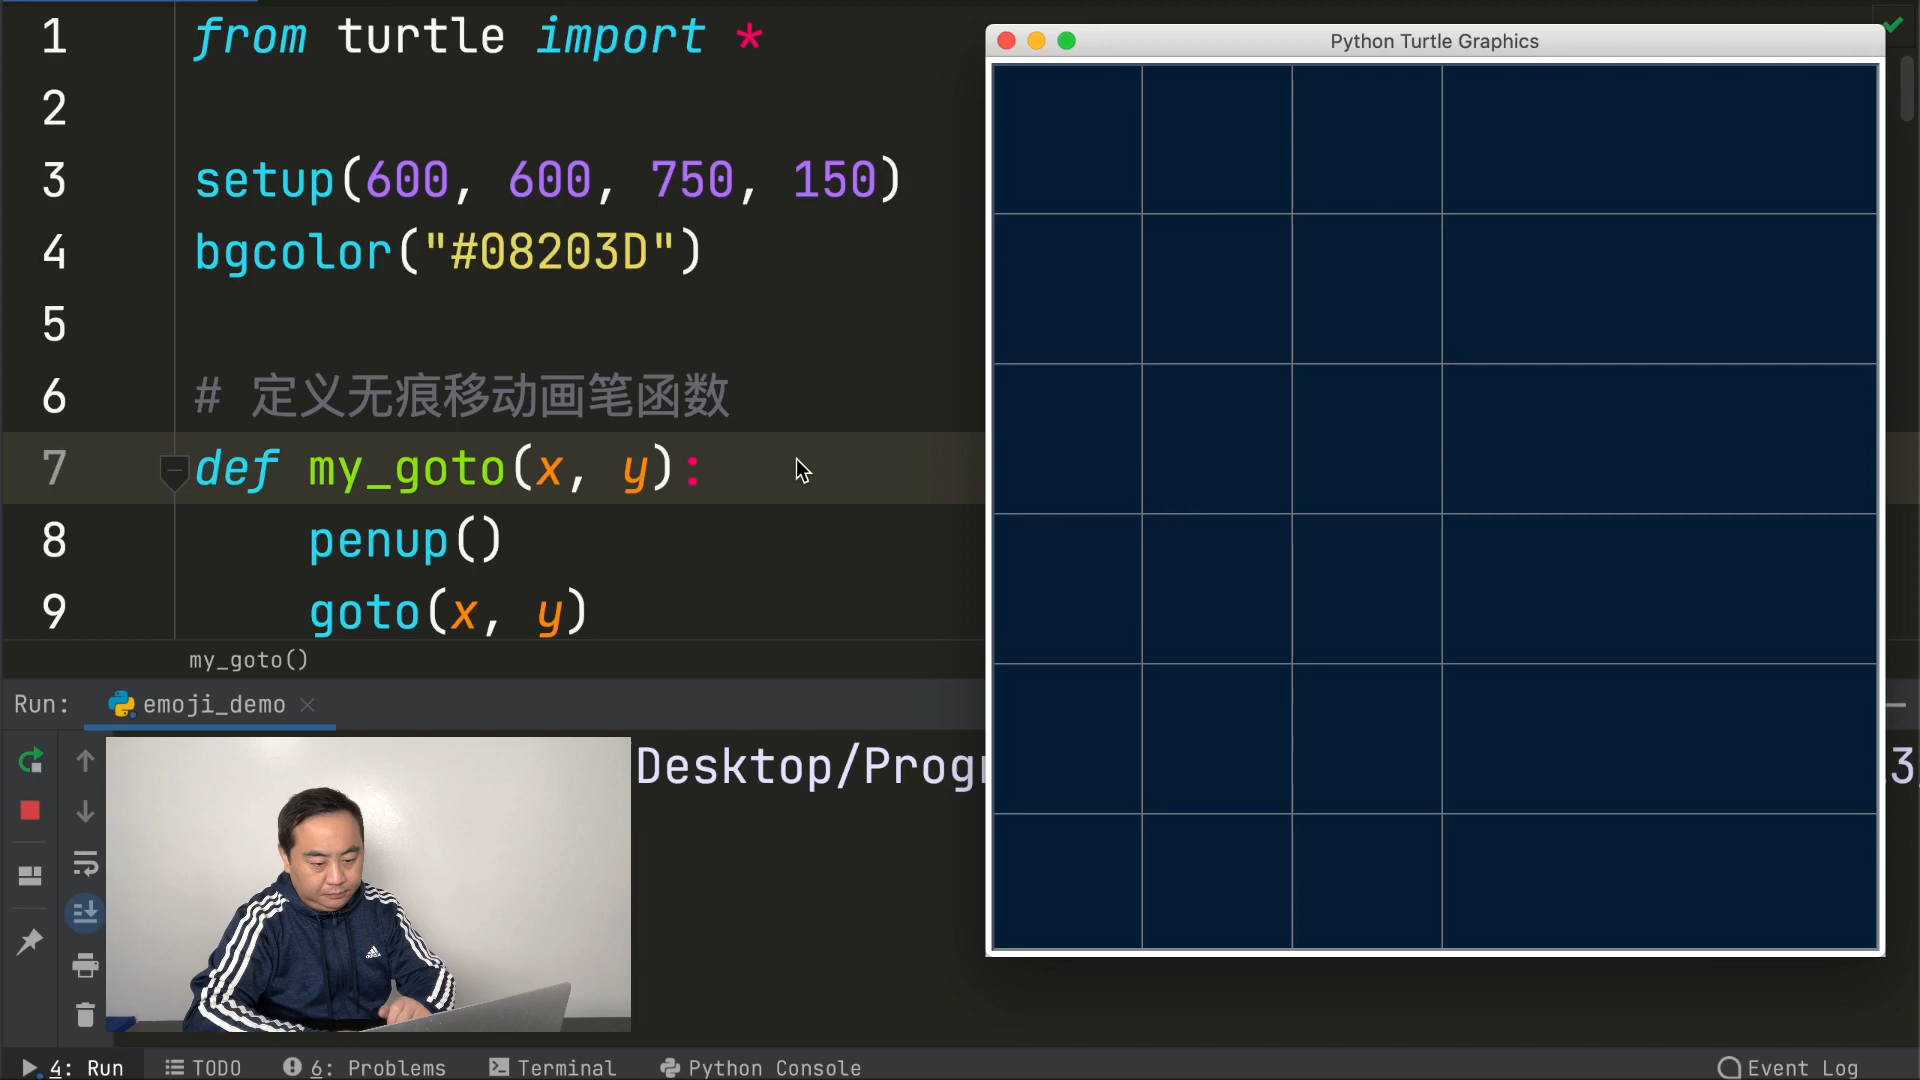 1 from turtle import *
2
3 setup(600, 600, 750, 150)
4 bgcolor("#08203D")
5
6 # 定义无痕移动画笔函数
7 def my_goto(x, y):
8 penup()
9 goto(x, y)
my_goto()
Python Turtle Graphics
Run: emoji_demo
Desktop/Progr
3
4: Run TODO 6: Problems Terminal Python Console Event Log